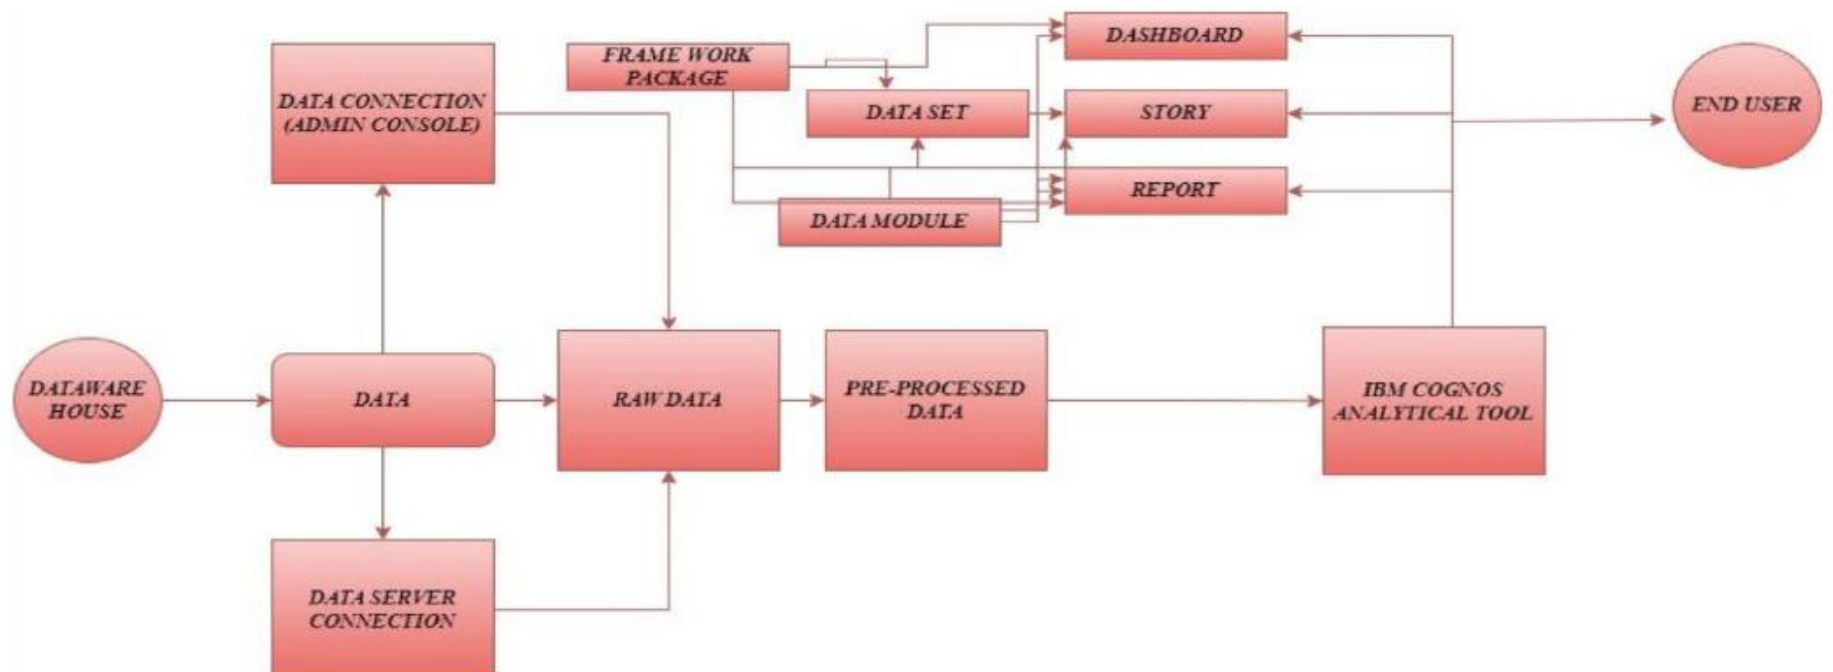 FRAME WORK
PACKAGE
DASHBOARD
DATA CONNECTION
(ADMIN CONSOLE)
DATA SET
STORY
END USER
REPORT
DATA MODULE
DATAWARE
HOUSE
DATA
RAW DATA
PRE-PROCESSED
DATA
IBM COGNOS
ANALYTICAL TOOL
DATA SERVER
CONNECTION